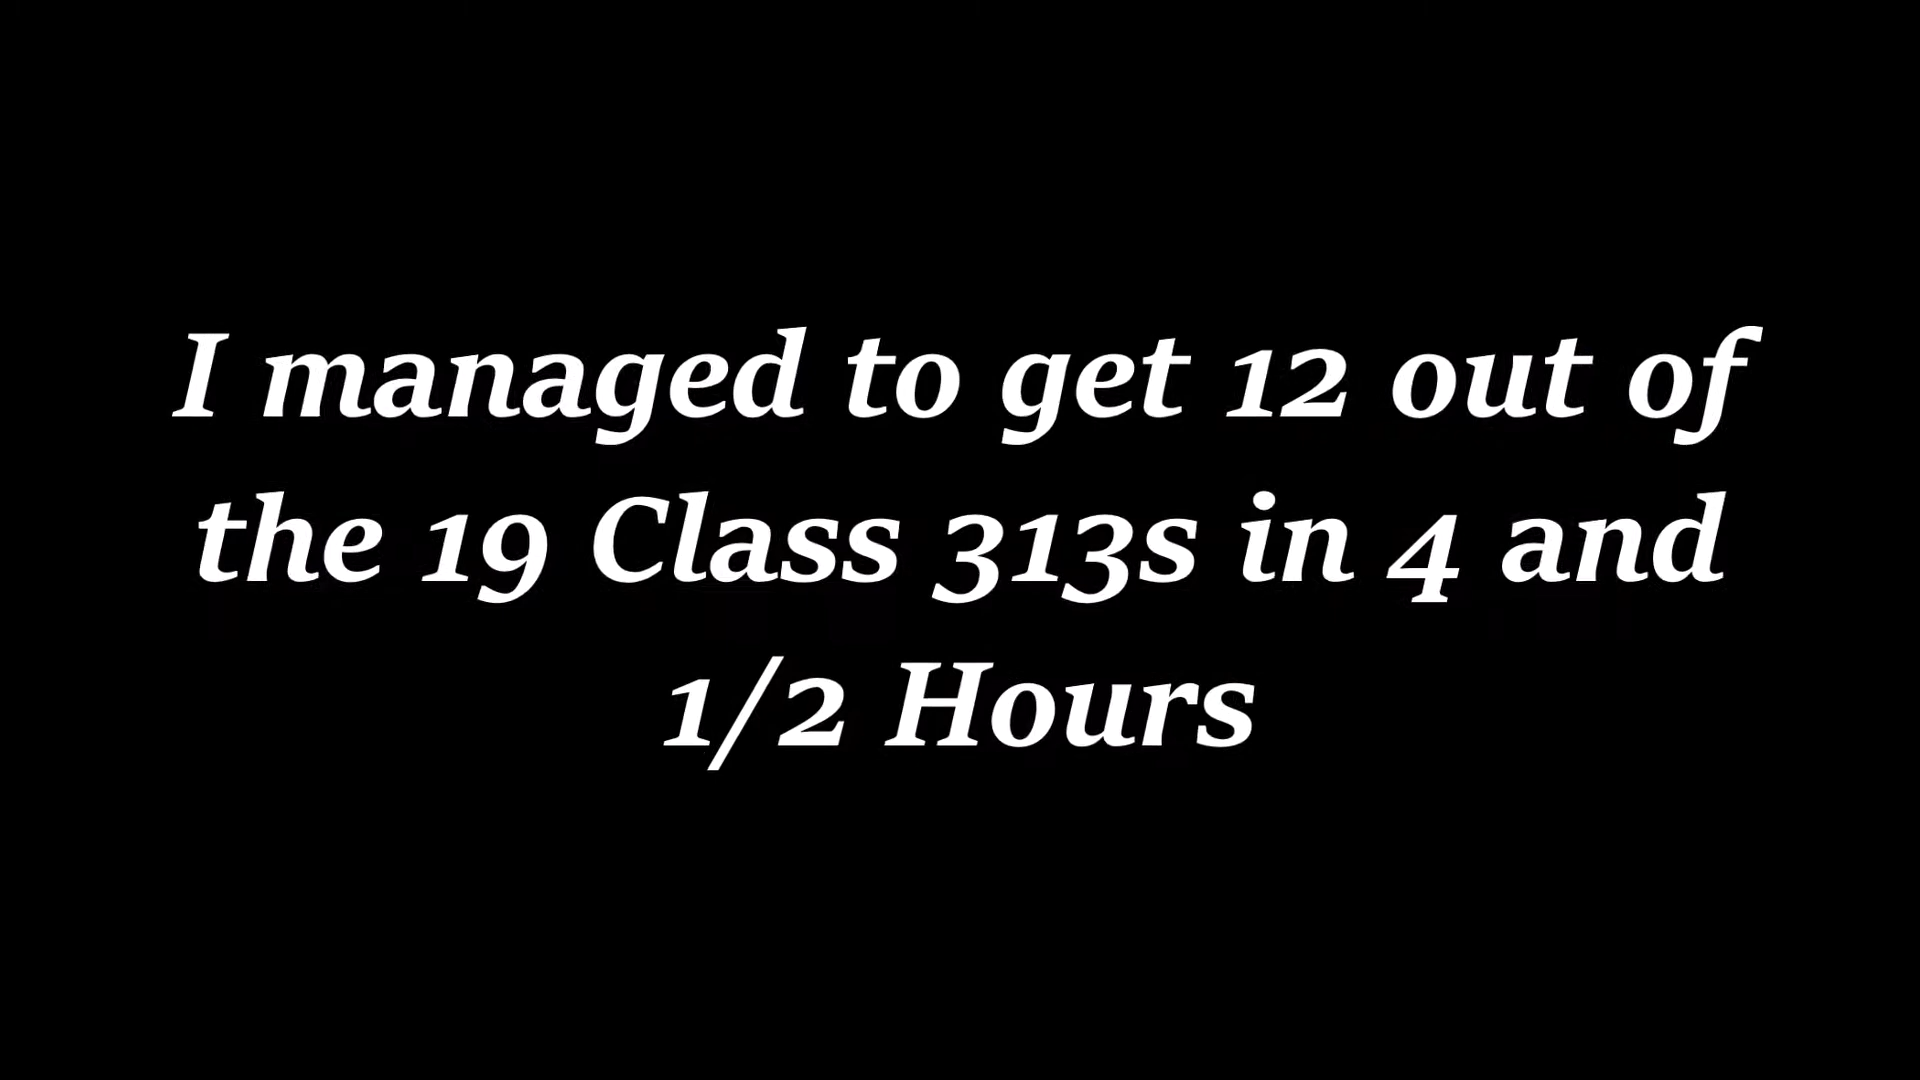 I managed to get 12 out of
the 19 Class 313s in 4 and
1/2 Hours